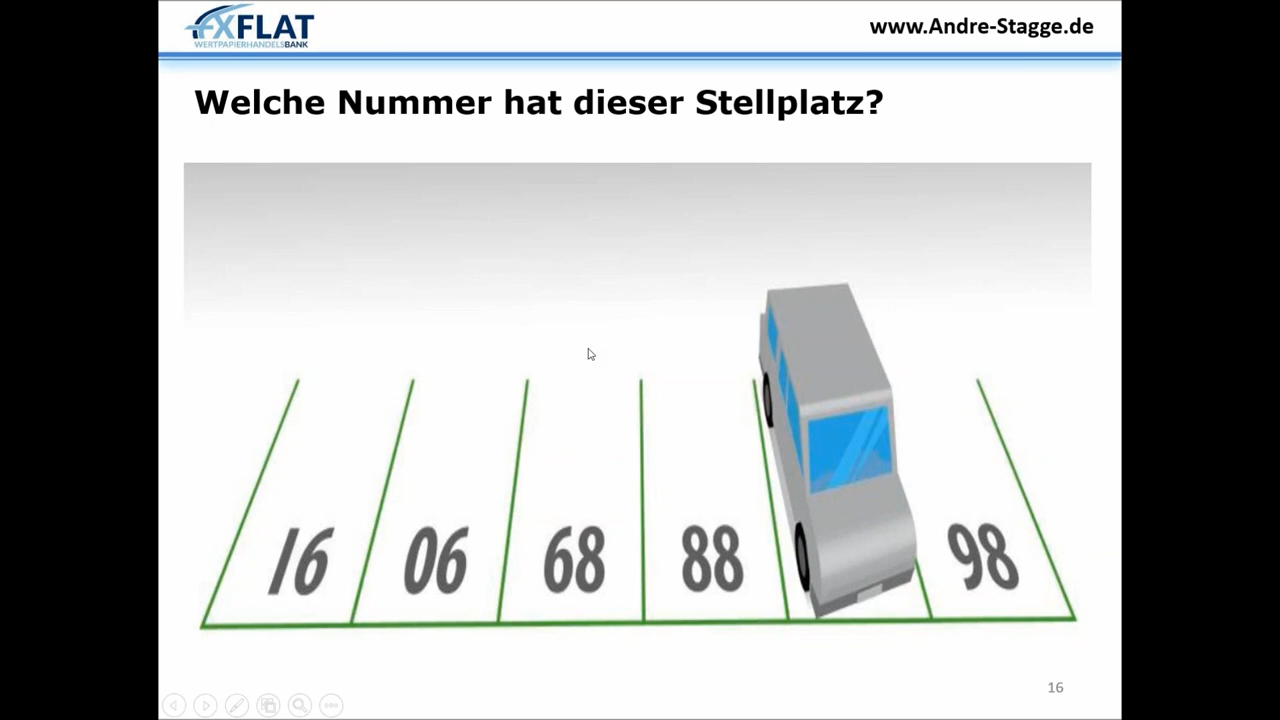 FXFLAT
WERTPAPIERHANDELSBANK
www.Andre-Stagge.de
Welche Nummer hat dieser Stellplatz?
16 06 68 88 98
16